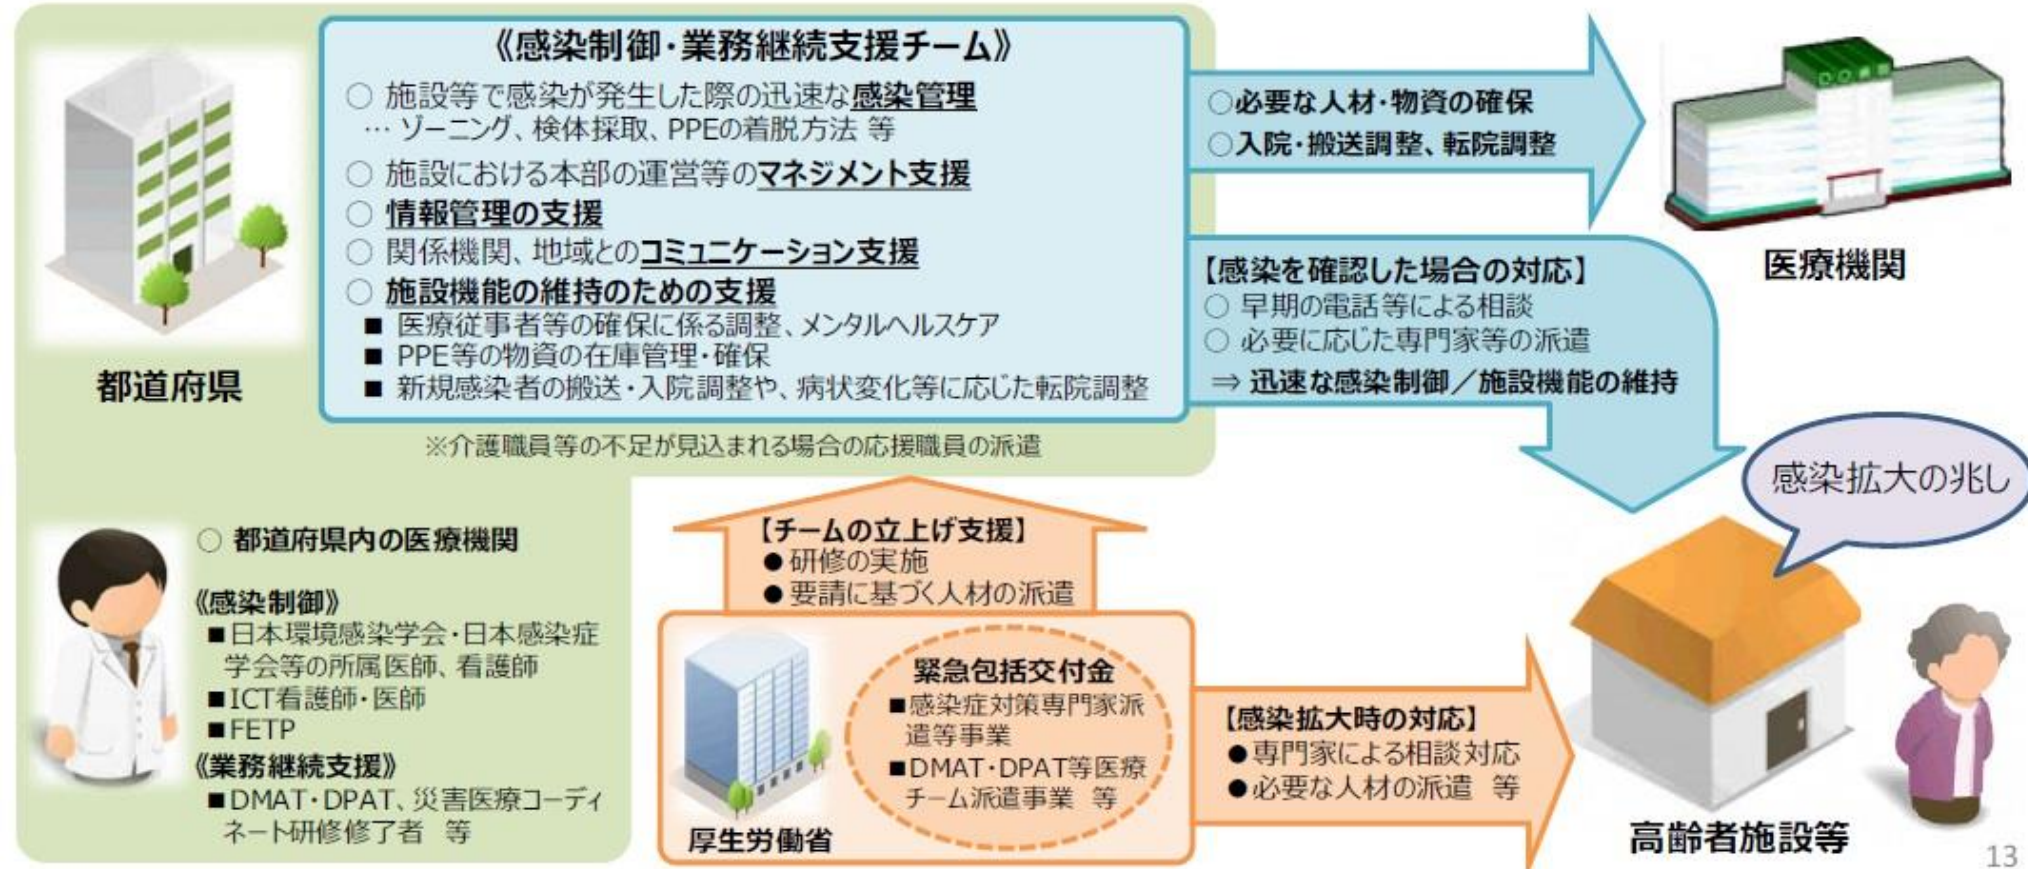 《感染制御・業務継続支援チーム》
○ 施設等で感染が発生した際の迅速な感染管理
… ゾーニング、検体採取、PPEの着脱方法 等
○ 施設における本部の運営等のマネジメント支援
○ 情報管理の支援
○ 関係機関、地域とのコミュニケーション支援
○ 施設機能の維持のための支援
■ 医療従事者等の確保に係る調整、メンタルヘルスケア
■ PPE等の物資の在庫管理・確保
■ 新規感染者の搬送・入院調整や、病状変化等に応じた転院調整
都道府県
※介護職員等の不足が見込まれる場合の応援職員の派遣
○必要な人材・物資の確保
○入院・搬送調整、転院調整
医療機関
【感染を確認した場合の対応】
○ 早期の電話等による相談
○ 必要に応じた専門家等の派遣
⇒ 迅速な感染制御／施設機能の維持
感染拡大の兆し
○ 都道府県内の医療機関
《感染制御》
■日本環境感染学会・日本感染症
学会等の所属医師、看護師
■ICT看護師・医師
■FETP
《業務継続支援》
■DMAT・DPAT、災害医療コーディ
ネート研修修了者 等
【チームの立上げ支援】
●研修の実施
●要請に基づく人材の派遣
緊急包括交付金
■感染症対策専門家派
遣等事業
■DMAT・DPAT等医療
チーム派遣事業 等
厚生労働省
【感染拡大時の対応】
●専門家による相談対応
●必要な人材の派遣 等
高齢者施設等
13